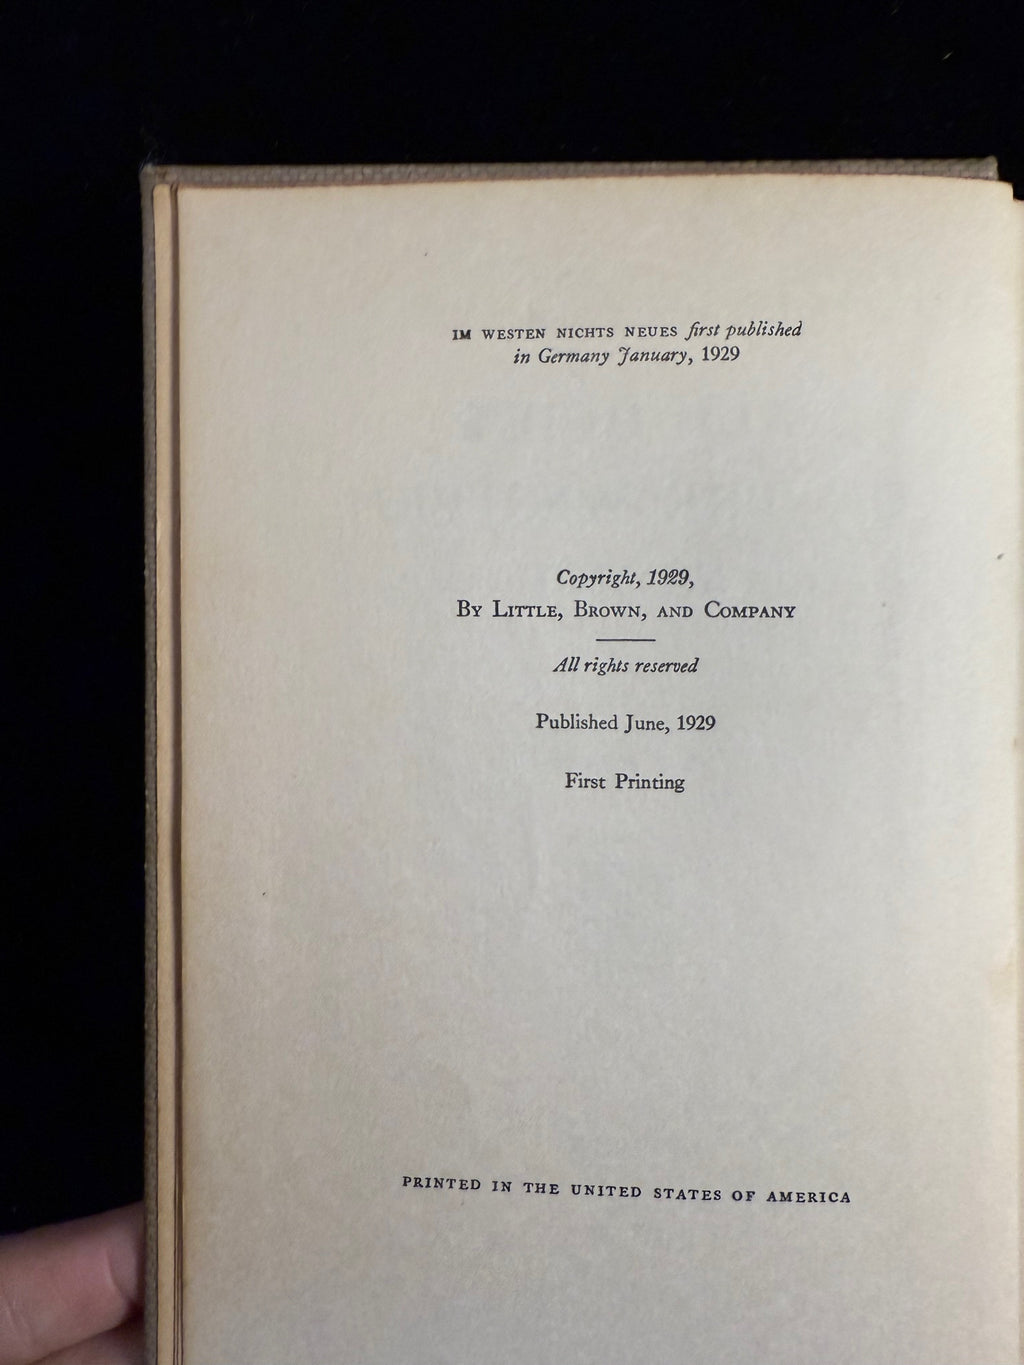 IM WESTEN NICHTS NEUES first published
in Germany January, 1929
Copyright, 1929,
By Little, Brown, and Company
All rights reserved
Published June, 1929
First Printing
PRINTED IN THE UNITED STATES OF AMERICA